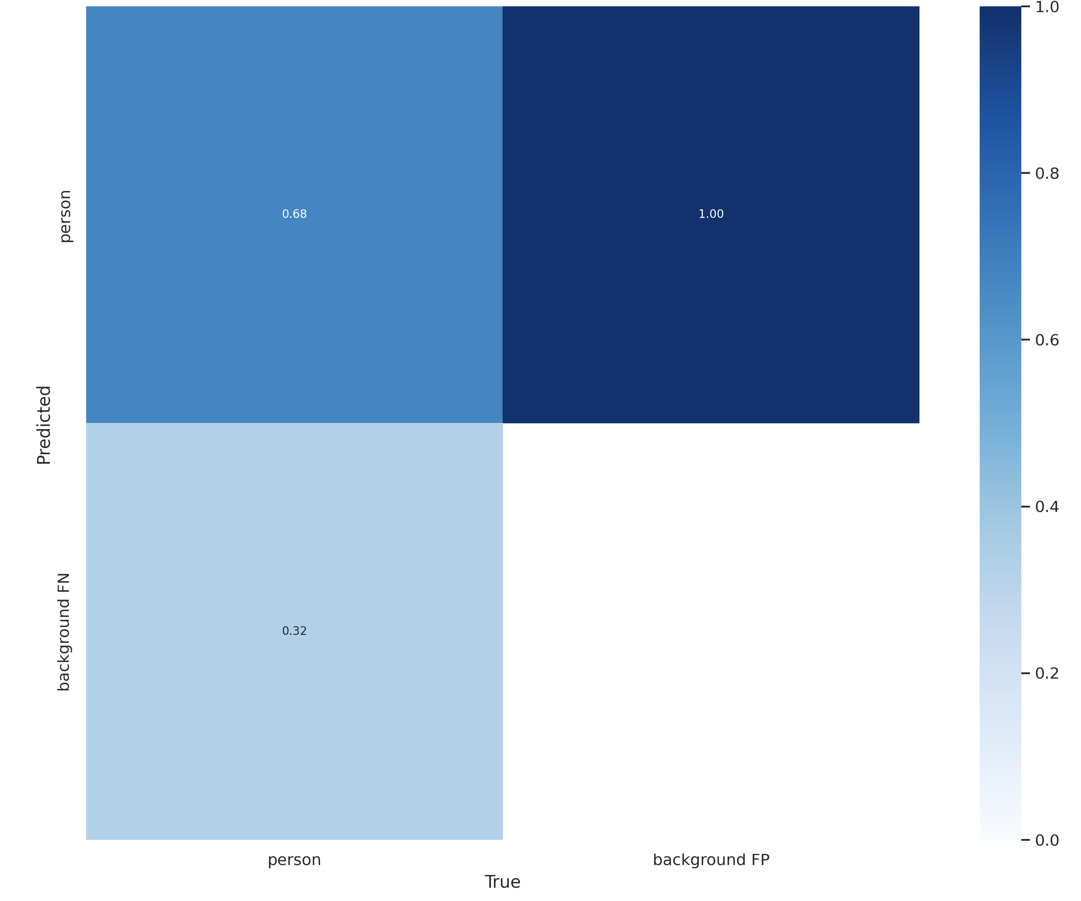 1.0
0.8
0.6
0.4
0.2
0.0
Predicted
person
background FN
0.68
1.00
0.32
person
background FP
True